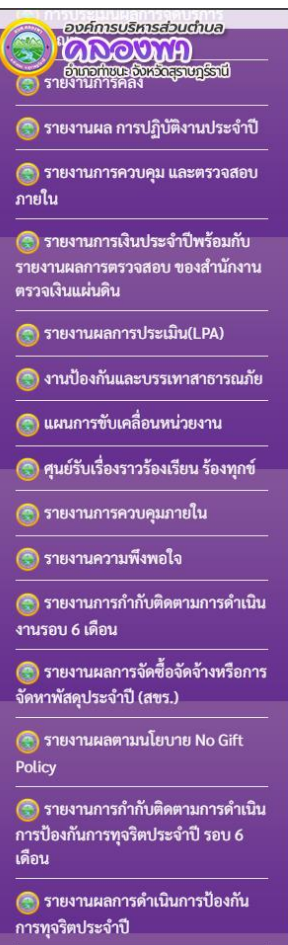 การประเมินผลการจัดบริการ
องค์การบริหารส่วนตำบล
คลองพา
อำเภอท่าชนะ จังหวัดสุราษฎร์ธานี
รายงานการคลัง
รายงานผล การปฏิบัติงานประจำปี
รายงานการควบคุม และตรวจสอบ
ภายใน
รายงานการเงินประจำปีพร้อมกับ
รายงานผลการตรวจสอบ ของสำนักงาน
ตรวจเงินแผ่นดิน
รายงานผลการประเมิน(LPA)
งานป้องกันและบรรเทาสาธารณภัย
แผนการขับเคลื่อนหน่วยงาน
ศูนย์รับเรื่องราวร้องเรียน ร้องทุกข์
รายงานการควบคุมภายใน
รายงานความพึงพอใจ
รายงานการกำกับติดตามการดำเนิน
งานรอบ 6 เดือน
รายงานผลการจัดซื้อจัดจ้างหรือการ
จัดหาพัสดุประจำปี (สขร.)
รายงานผลตามนโยบาย No Gift
Policy
รายงานการกำกับติดตามการดำเนิน
การป้องกันการทุจริตประจำปี รอบ 6
เดือน
รายงานผลการดำเนินการป้องกัน
การทุจริตประจำปี